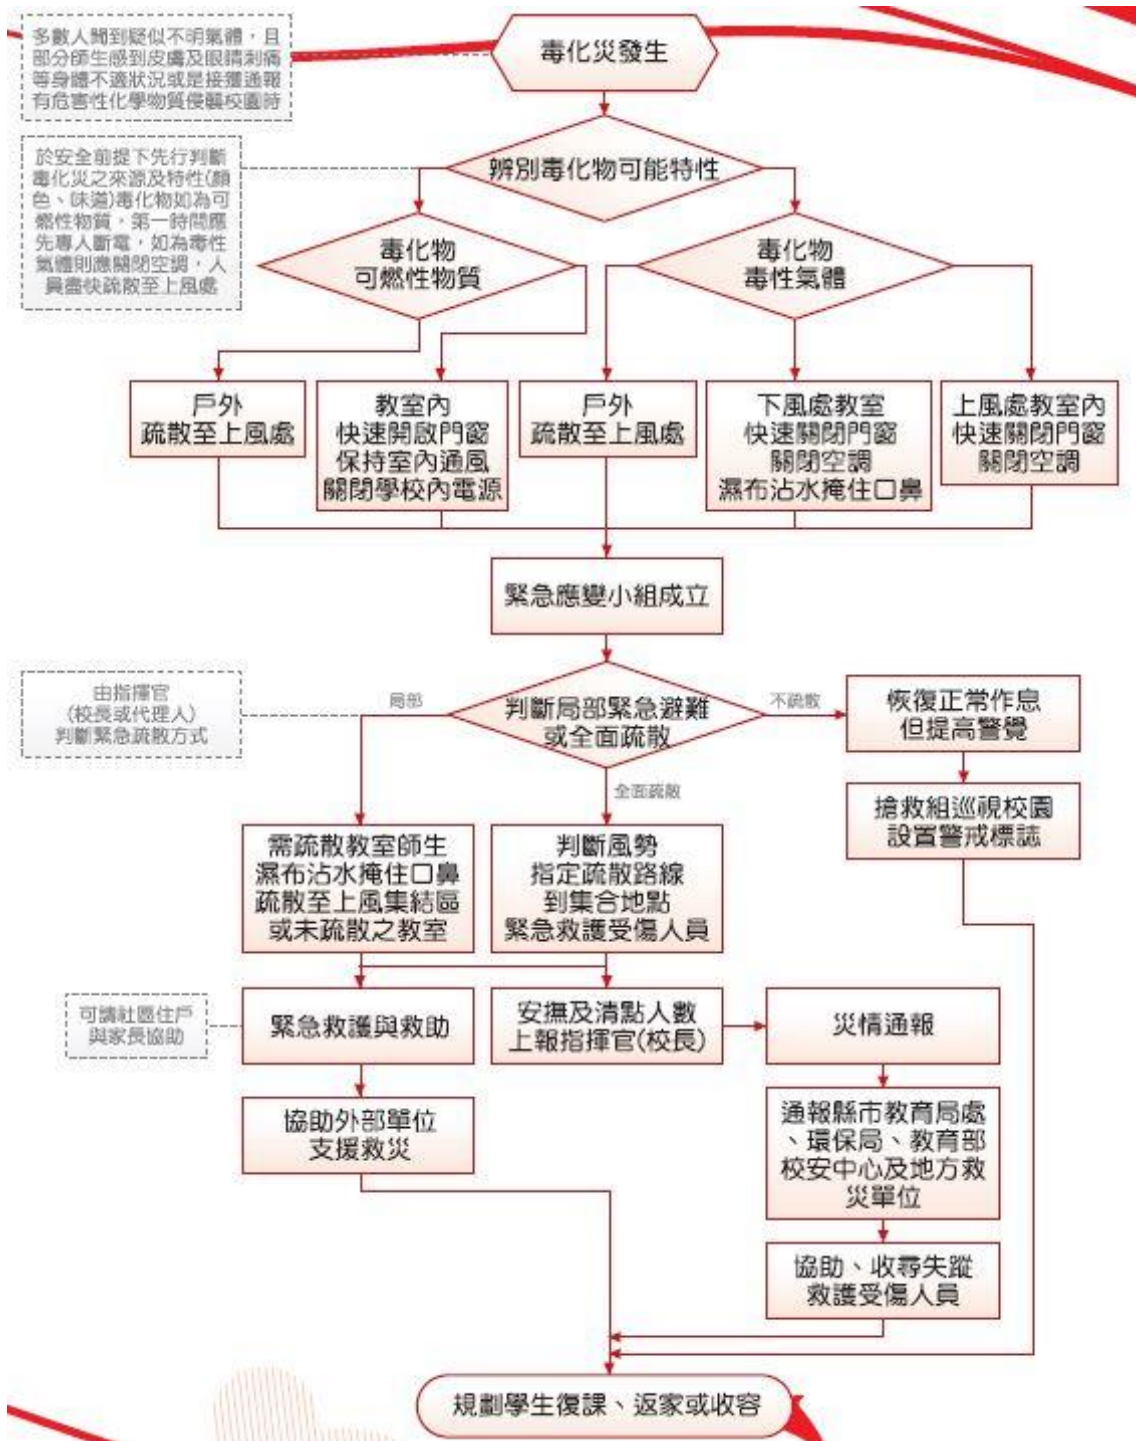 多數人聞到疑似不明氣體，且
部分師生感到皮膚及眼睛刺痛
等身體不適狀況或是接獲通報
有危害性化學物質侵襲校園時
毒化災發生
於安全前提下先行判斷
毒化災之來源及特性(顏
色、味道)毒化物如為可
燃性物質，第一時間應
先專人斷電，如為毒性
氣體則應關閉空調，人
員盡快疏散至上風處
辨別毒化物可能特性
毒化物
可燃性物質
毒化物
毒性氣體
戶外
疏散至上風處
教室內
快速開啟門窗
保持室內通風
關閉學校內電源
戶外
疏散至上風處
下風處教室
快速關閉門窗
關閉空調
濕布沾水掩住口鼻
上風處教室內
快速關閉門窗
關閉空調
緊急應變小組成立
由指揮官
(校長或代理人)
判斷緊急疏散方式
局部
判斷局部緊急避難
或全面疏散
不疏散
恢復正常作息
但提高警覺
全面疏散
搶救組巡視校園
設置警戒標誌
需疏散教室師生
濕布沾水掩住口鼻
疏散至上風集結區
或未疏散之教室
判斷風勢
指定疏散路線
到集合地點
緊急救護受傷人員
可請社區住戶
與家長協助
緊急救護與救助
安撫及清點人數
上報指揮官(校長)
災情通報
協助外部單位
支援救災
通報縣市教育局處
、環保局、教育部
校安中心及地方救
災單位
協助、收尋失蹤
救護受傷人員
規劃學生復課、返家或收容